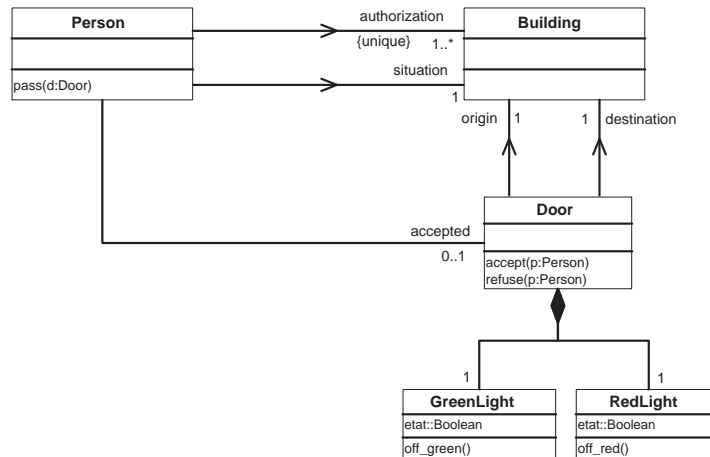 Person
pass(d:Door)
authorization
{unique}
1..*
situation
1
Building
origin
1
1
destination
accepted
0..1
Door
accept(p:Person)
refuse(p:Person)
1
1
GreenLight
etat::Boolean
off_green()
RedLight
etat::Boolean
off_red()